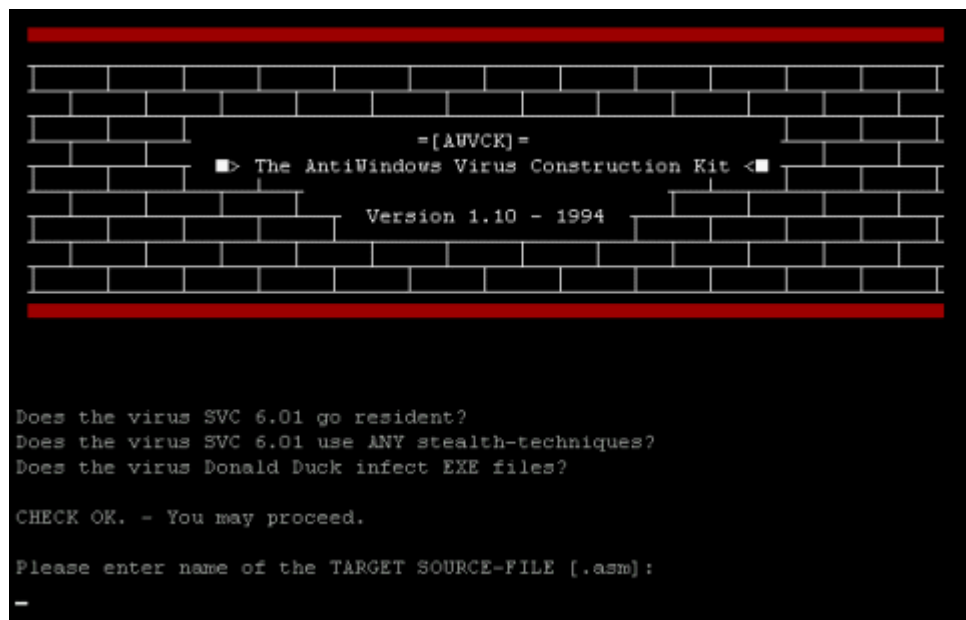 =[AWVCK]=
■> The AntiWindows Virus Construction Kit <■
Version 1.10 - 1994
Does the virus SVC 6.01 go resident?
Does the virus SVC 6.01 use ANY stealth-techniques?
Does the virus Donald Duck infect EXE files?
CHECK OK. - You may proceed.
Please enter name of the TARGET SOURCE-FILE [.asm]: